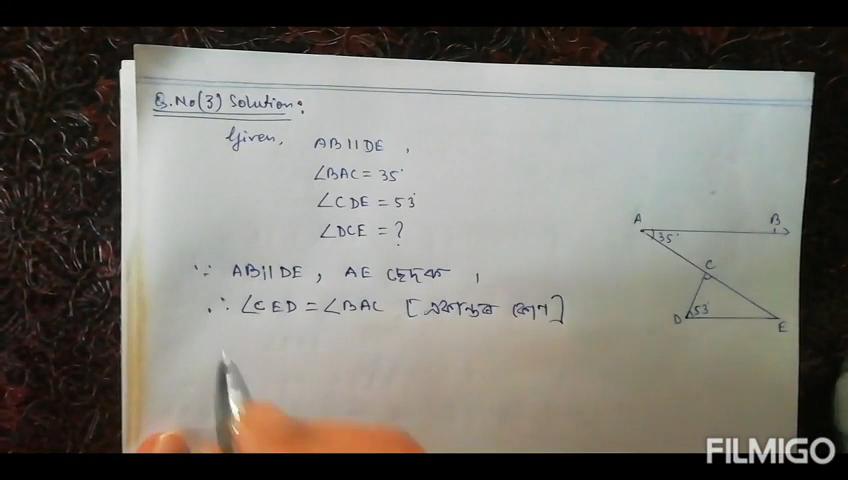 Q.No(3) Solution:
Given, AB||DE,
∠BAC = 35°
∠CDE = 53°
∠DCE = ?
∵ AB||DE, AE ছেদক,
∴ ∠CED = ∠BAC [একান্তর কোণ]
A B
35°
C
D 53° E
FILMIGO